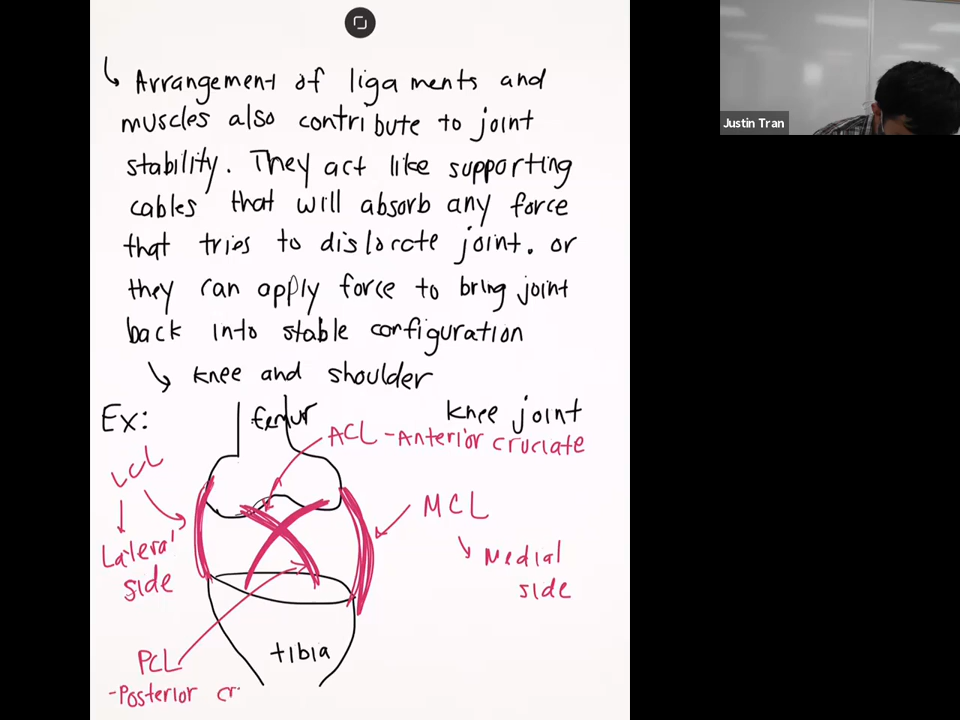 ↳ Arrangement of ligaments and
muscles also contribute to joint
stability. They act like supporting
cables that will absorb any force
that tries to dislocate joint. or
they can apply force to bring joint
back into stable configuration
↳ knee and shoulder
Ex:
femur
knee joint
ACL - Anterior cruciate
LCL
MCL
Lateral
side
Medial
side
tibia
PCL
-Posterior cr
Justin Tran